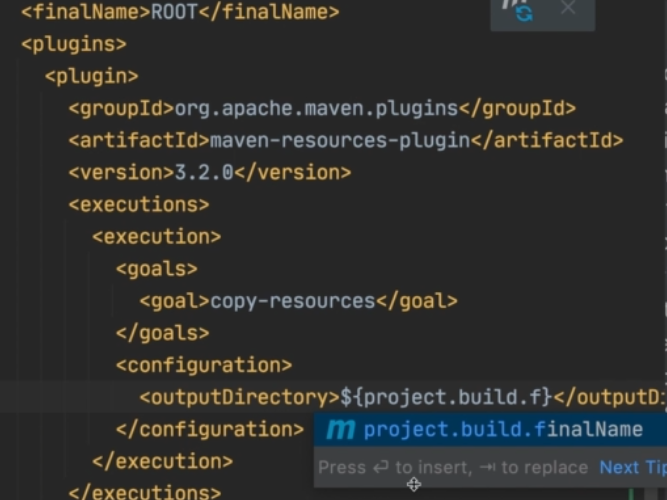 <finalName>ROOT</finalName>
<plugins>
<plugin>
<groupId>org.apache.maven.plugins</groupId>
<artifactId>maven-resources-plugin</artifactId>
<version>3.2.0</version>
<executions>
<execution>
<goals>
<goal>copy-resources</goal>
</goals>
<configuration>
<outputDirectory>${project.build.f}</outputD
</configuration>
m project.build.finalName
</execution>
Press ⏎ to insert, ⇥ to replace Next Tip
</executions>